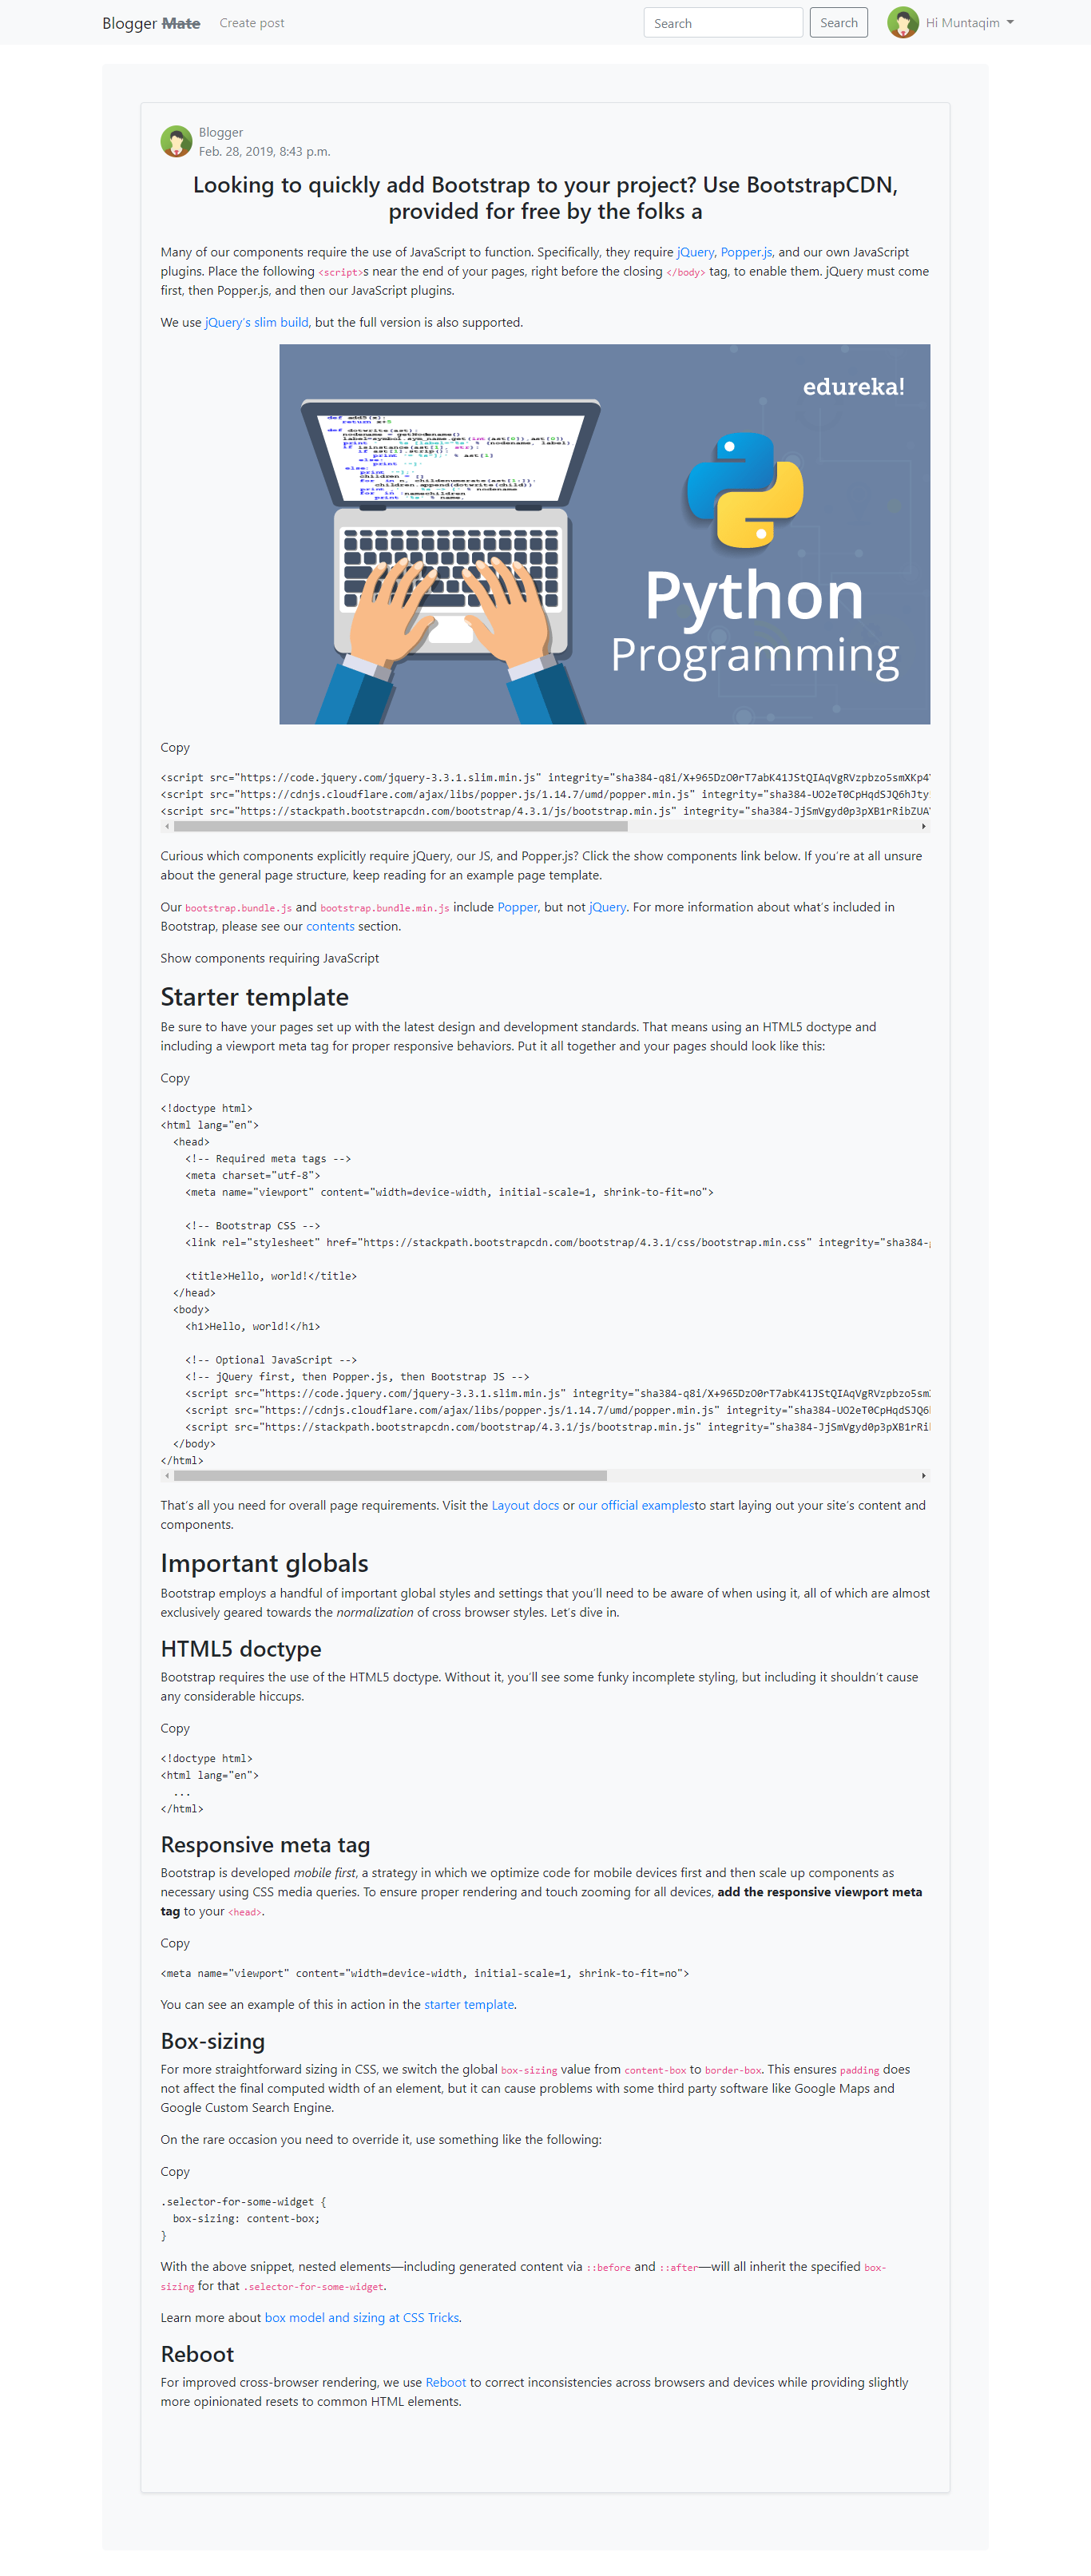 Blogger Mate Create post Search Search Hi Muntaqim
Blogger
Feb. 28, 2019, 8:43 p.m.
Looking to quickly add Bootstrap to your project? Use BootstrapCDN,
provided for free by the folks a
Many of our components require the use of JavaScript to function. Specifically, they require jQuery, Popper.js, and our own JavaScript
plugins. Place the following <script>s near the end of your pages, right before the closing </body> tag, to enable them. jQuery must come
first, then Popper.js, and then our JavaScript plugins.
We use jQuery's slim build, but the full version is also supported.
edureka!
Python
Programming
Copy
<script src="https://code.jquery.com/jquery-3.3.1.slim.min.js" integrity="sha384-q8i/X+965DzO0rT7abK41JStQIAqVgRVzpbzo5smXKp4
<script src="https://cdnjs.cloudflare.com/ajax/libs/popper.js/1.14.7/umd/popper.min.js" integrity="sha384-UO2eT0CpHqdSJQ6hJty
<script src="https://stackpath.bootstrapcdn.com/bootstrap/4.3.1/js/bootstrap.min.js" integrity="sha384-JjSmVgyd0p3pXB1rRibZUA
Curious which components explicitly require jQuery, our JS, and Popper.js? Click the show components link below. If you're at all unsure
about the general page structure, keep reading for an example page template.
Our bootstrap.bundle.js and bootstrap.bundle.min.js include Popper, but not jQuery. For more information about what's included in
Bootstrap, please see our contents section.
Show components requiring JavaScript
Starter template
Be sure to have your pages set up with the latest design and development standards. That means using an HTML5 doctype and
including a viewport meta tag for proper responsive behaviors. Put it all together and your pages should look like this:
Copy
<!doctype html>
<html lang="en">
<head>
<!-- Required meta tags -->
<meta charset="utf-8">
<meta name="viewport" content="width=device-width, initial-scale=1, shrink-to-fit=no">
<!-- Bootstrap CSS -->
<link rel="stylesheet" href="https://stackpath.bootstrapcdn.com/bootstrap/4.3.1/css/bootstrap.min.css" integrity="sha384-g
<title>Hello, world!</title>
</head>
<body>
<h1>Hello, world!</h1>
<!-- Optional JavaScript -->
<!-- jQuery first, then Popper.js, then Bootstrap JS -->
<script src="https://code.jquery.com/jquery-3.3.1.slim.min.js" integrity="sha384-q8i/X+965DzO0rT7abK41JStQIAqVgRVzpbzo5sm
<script src="https://cdnjs.cloudflare.com/ajax/libs/popper.js/1.14.7/umd/popper.min.js" integrity="sha384-UO2eT0CpHqdSJQ6
<script src="https://stackpath.bootstrapcdn.com/bootstrap/4.3.1/js/bootstrap.min.js" integrity="sha384-JjSmVgyd0p3pXB1rRi
</body>
</html>
That's all you need for overall page requirements. Visit the Layout docs or our official examplesto start laying out your site's content and
components.
Important globals
Bootstrap employs a handful of important global styles and settings that you'll need to be aware of when using it, all of which are almost
exclusively geared towards the normalization of cross browser styles. Let's dive in.
HTML5 doctype
Bootstrap requires the use of the HTML5 doctype. Without it, you'll see some funky incomplete styling, but including it shouldn't cause
any considerable hiccups.
Copy
<!doctype html>
<html lang="en">
...
</html>
Responsive meta tag
Bootstrap is developed mobile first, a strategy in which we optimize code for mobile devices first and then scale up components as
necessary using CSS media queries. To ensure proper rendering and touch zooming for all devices, add the responsive viewport meta
tag to your <head>.
Copy
<meta name="viewport" content="width=device-width, initial-scale=1, shrink-to-fit=no">
You can see an example of this in action in the starter template.
Box-sizing
For more straightforward sizing in CSS, we switch the global box-sizing value from content-box to border-box. This ensures padding does
not affect the final computed width of an element, but it can cause problems with some third party software like Google Maps and
Google Custom Search Engine.
On the rare occasion you need to override it, use something like the following:
Copy
.selector-for-some-widget {
box-sizing: content-box;
}
With the above snippet, nested elements—including generated content via ::before and ::after—will all inherit the specified box-
sizing for that .selector-for-some-widget.
Learn more about box model and sizing at CSS Tricks.
Reboot
For improved cross-browser rendering, we use Reboot to correct inconsistencies across browsers and devices while providing slightly
more opinionated resets to common HTML elements.